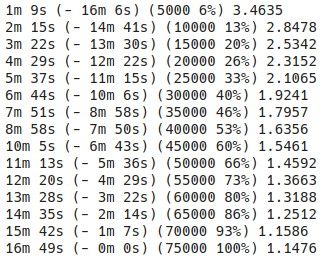 1m 9s (- 16m 6s) (5000 6%) 3.4635
2m 15s (- 14m 41s) (10000 13%) 2.8478
3m 22s (- 13m 30s) (15000 20%) 2.5342
4m 29s (- 12m 22s) (20000 26%) 2.3152
5m 37s (- 11m 15s) (25000 33%) 2.1065
6m 44s (- 10m 6s) (30000 40%) 1.9241
7m 51s (- 8m 58s) (35000 46%) 1.7957
8m 58s (- 7m 50s) (40000 53%) 1.6356
10m 5s (- 6m 43s) (45000 60%) 1.5461
11m 13s (- 5m 36s) (50000 66%) 1.4592
12m 20s (- 4m 29s) (55000 73%) 1.3663
13m 28s (- 3m 22s) (60000 80%) 1.3188
14m 35s (- 2m 14s) (65000 86%) 1.2512
15m 42s (- 1m 7s) (70000 93%) 1.1586
16m 49s (- 0m 0s) (75000 100%) 1.1476